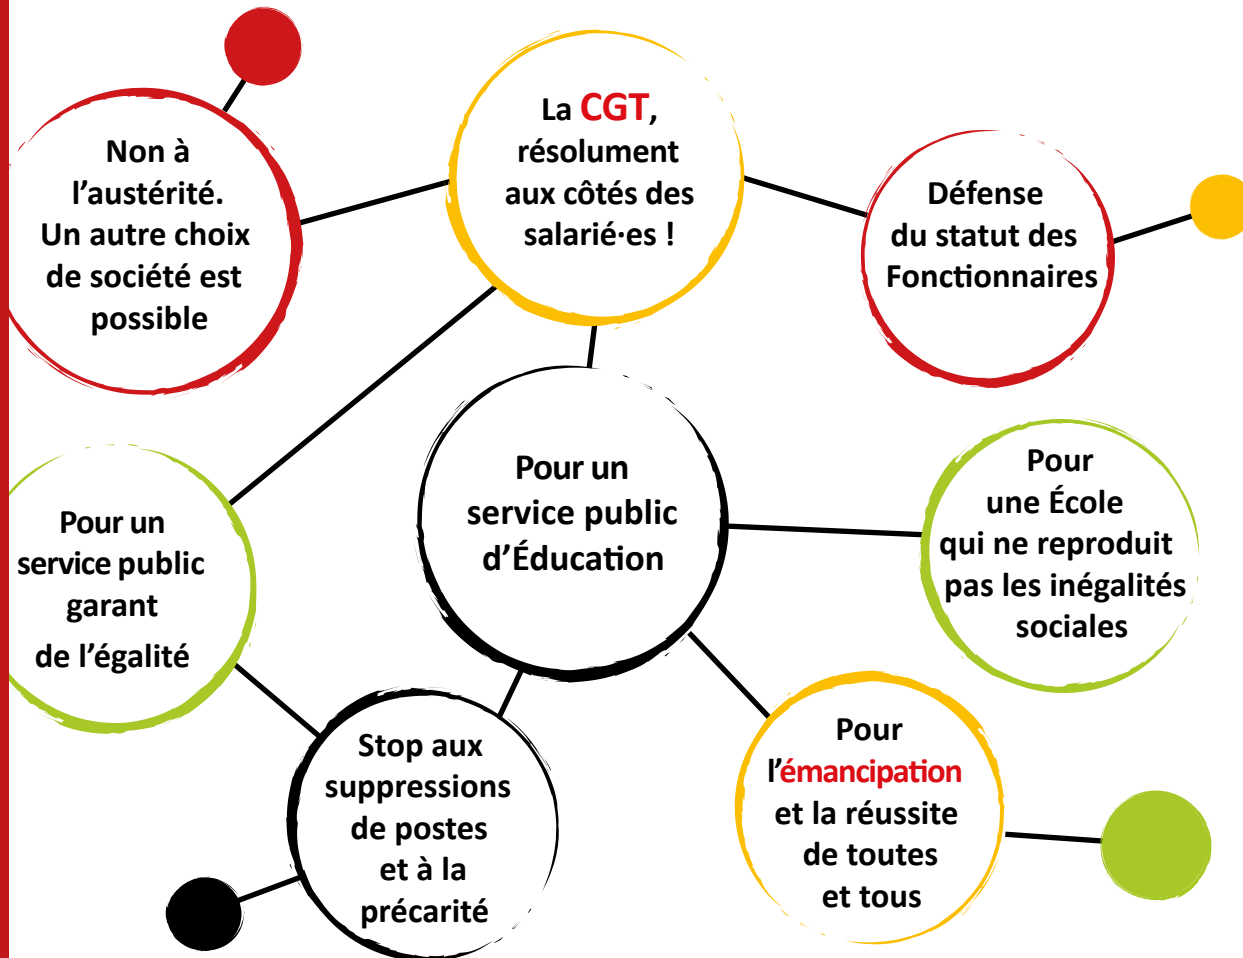 Non à
l’austérité.
Un autre choix
de société est
possible
La CGT,
résolument
aux côtés des
salarié·es !
Défense
du statut des
Fonctionnaires
Pour un
service public
garant
de l’égalité
Pour un
service public
d’Éducation
Pour
une École
qui ne reproduit
pas les inégalités
sociales
Stop aux
suppressions
de postes
et à la
précarité
Pour
l’émancipation
et la réussite
de toutes
et tous